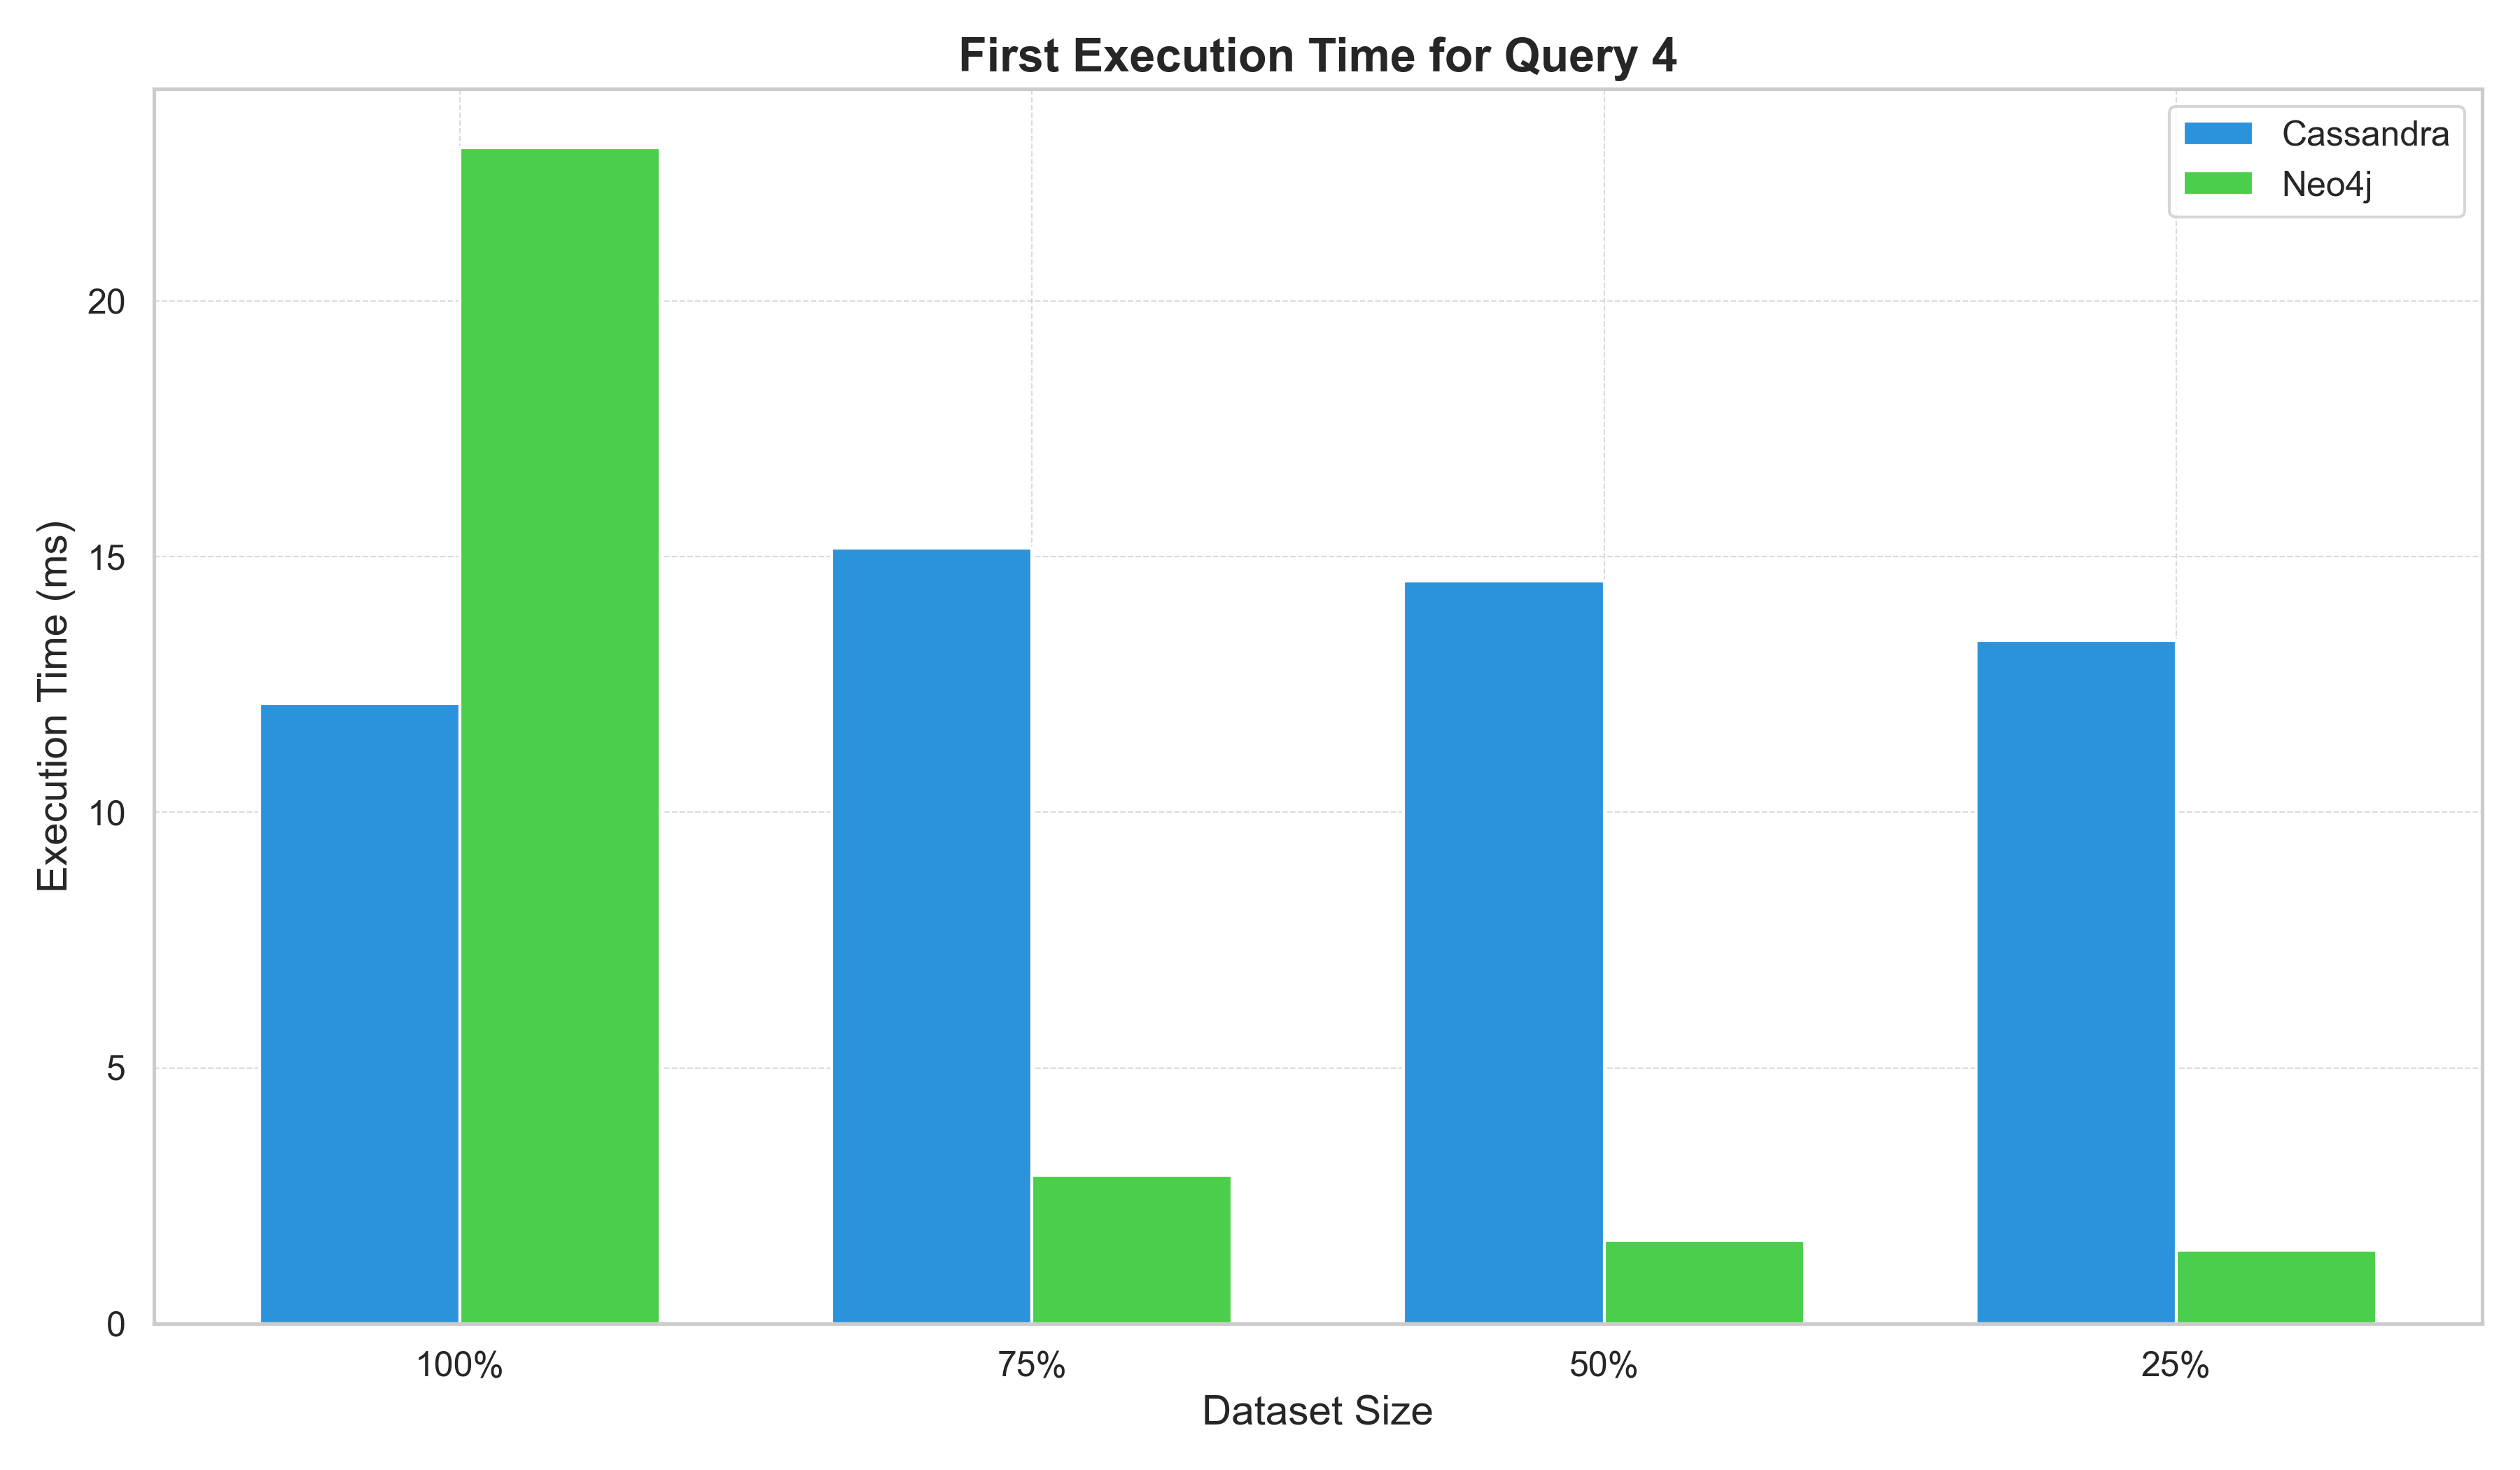 First Execution Time for Query 4
Cassandra
Neo4j
Execution Time (ms)
20
15
10
5
0
100%
75%
50%
25%
Dataset Size